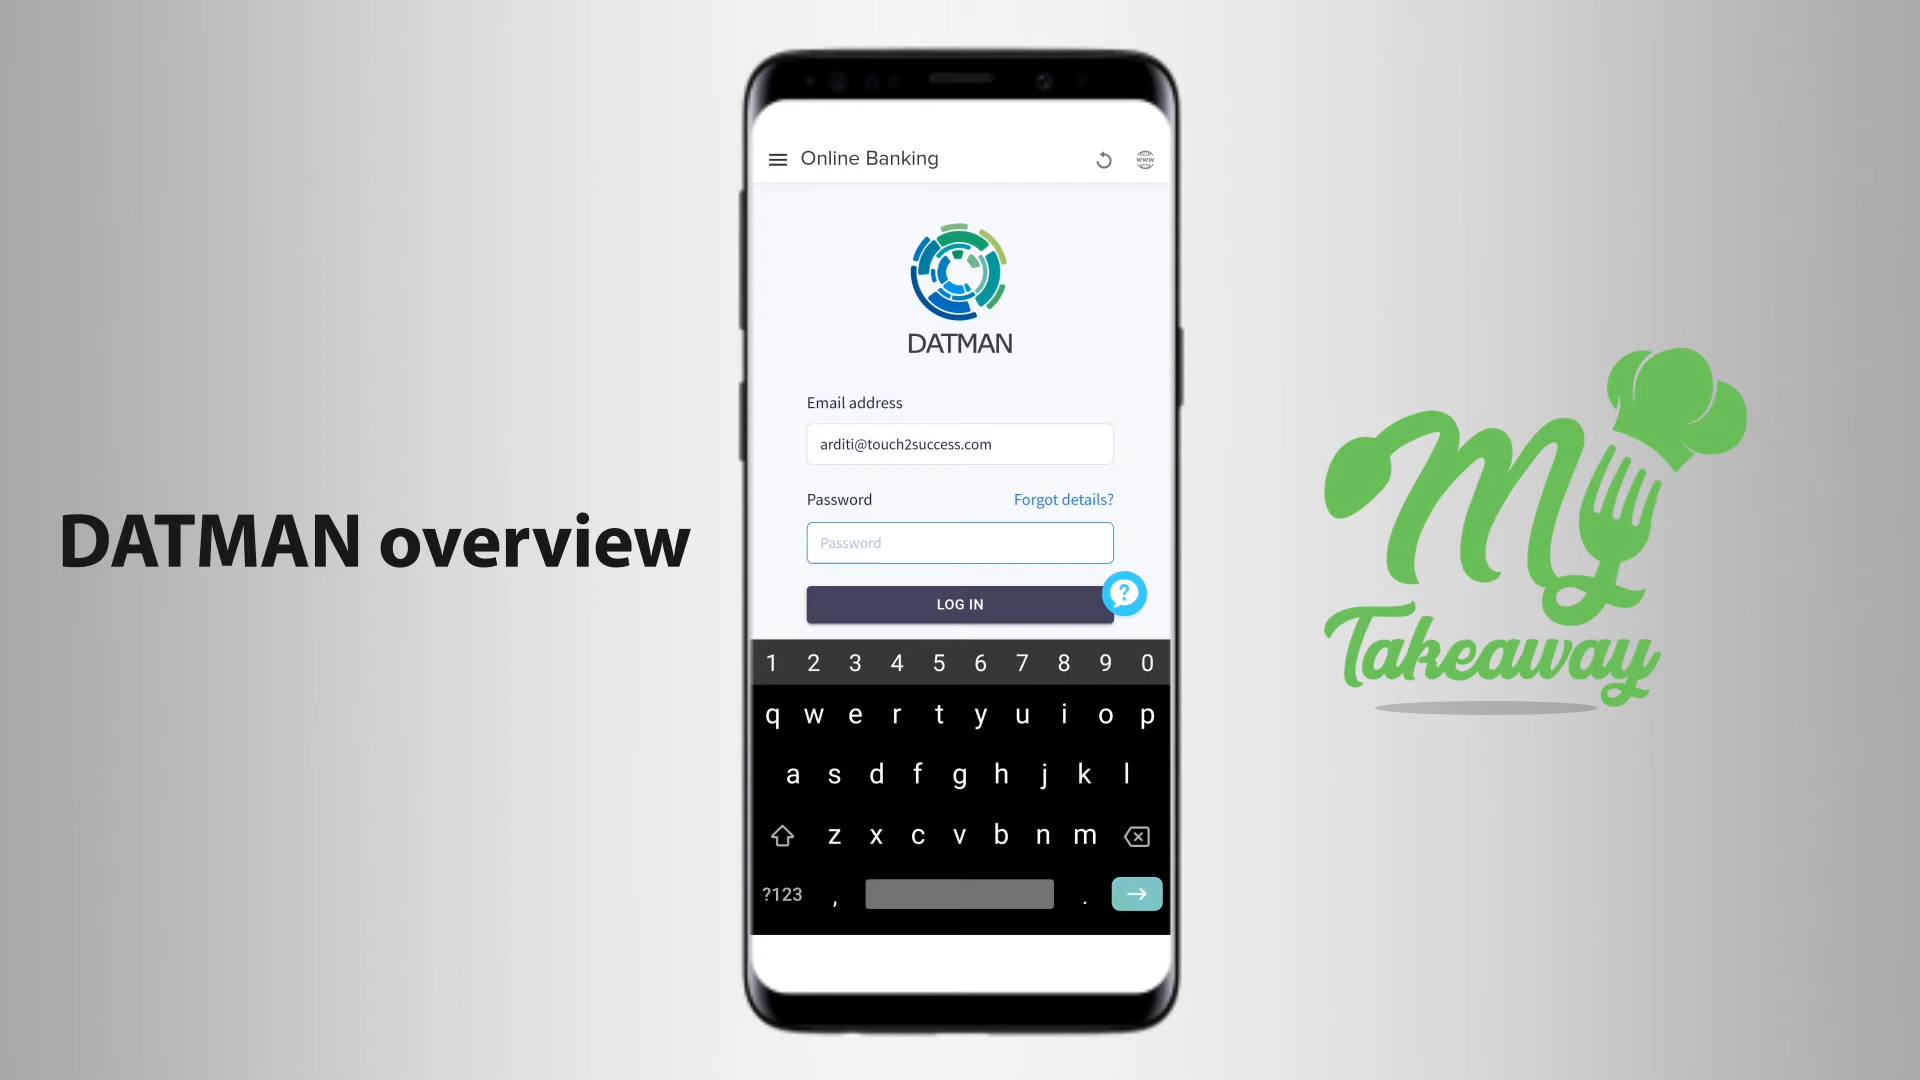 DATMAN overview
Online Banking
www
DATMAN
Email address
arditi@touch2success.com
Password
Forgot details?
Password
LOG IN
?
1 2 3 4 5 6 7 8 9 0
q w e r t y u i o p
a s d f g h j k l
z x c v b n m
?123 , .
My
Takeaway